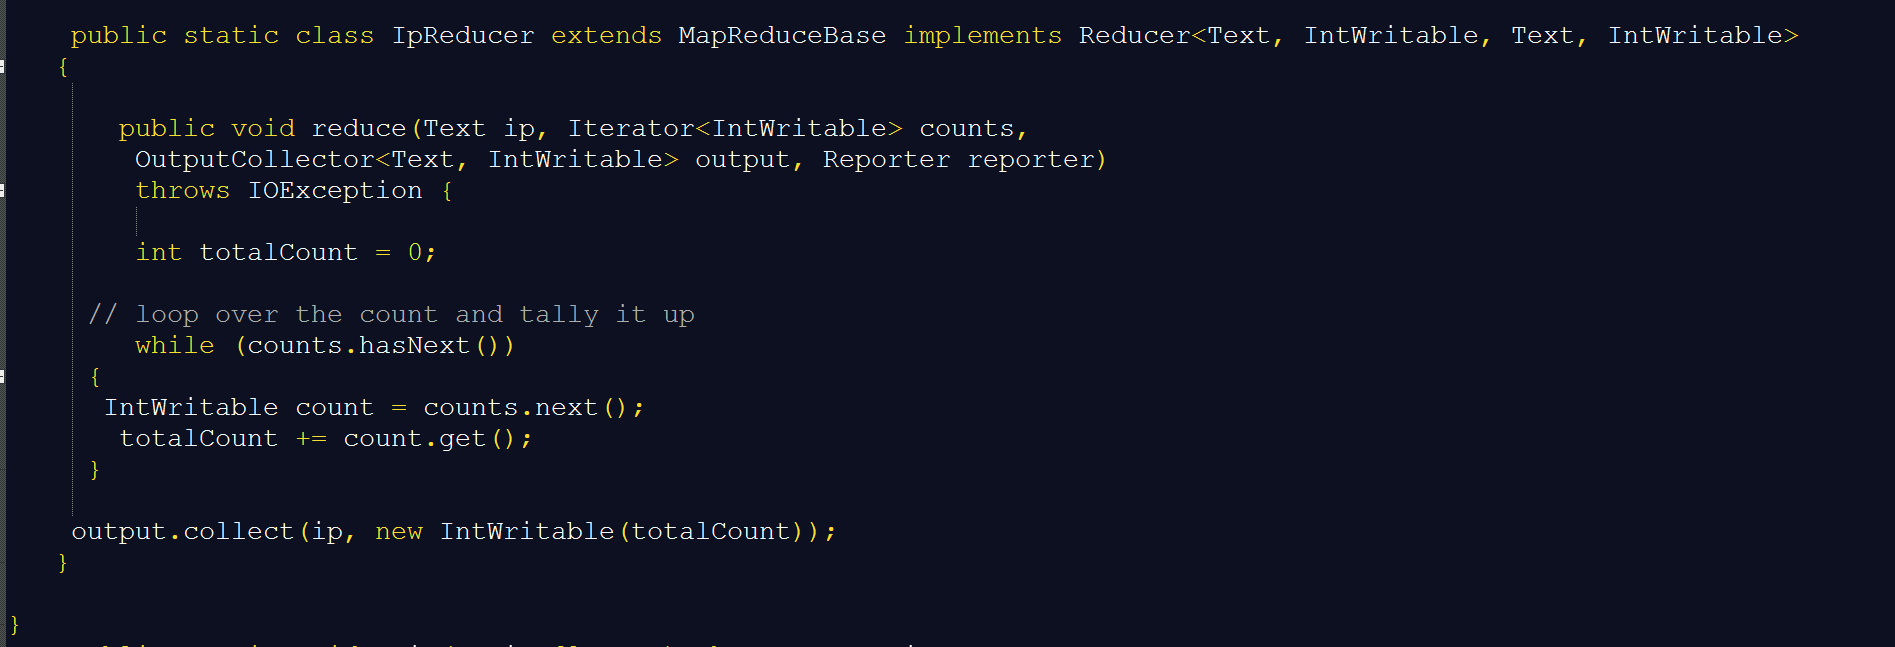 public static class IpReducer extends MapReduceBase implements Reducer<Text, IntWritable, Text, IntWritable>
{
public void reduce(Text ip, Iterator<IntWritable> counts,
OutputCollector<Text, IntWritable> output, Reporter reporter)
throws IOException {
int totalCount = 0;
// loop over the count and tally it up
while (counts.hasNext())
{
IntWritable count = counts.next();
totalCount += count.get();
}
output.collect(ip, new IntWritable(totalCount));
}
}